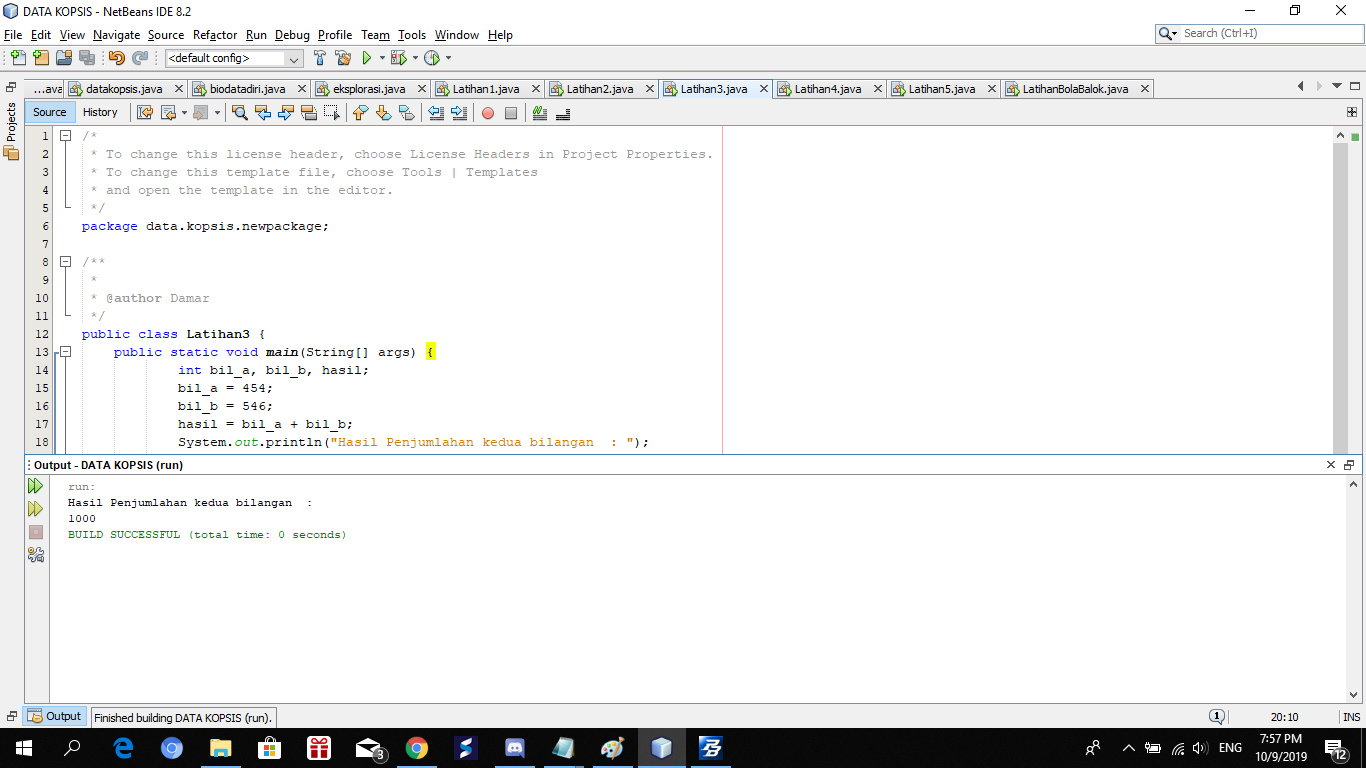 DATA KOPSIS - NetBeans IDE 8.2
File Edit View Navigate Source Refactor Run Debug Profile Team Tools Window Help
Search (Ctrl+I)
<default config>
...ava datakopsis.java biodatadiri.java eksplorasi.java Latihan1.java Latihan2.java Latihan3.java Latihan4.java Latihan5.java LatihanBolaBalok.java
Projects
Source History
1 /*
2 * To change this license header, choose License Headers in Project Properties.
3 * To change this template file, choose Tools | Templates
4 * and open the template in the editor.
5 */
6 package data.kopsis.newpackage;
7
8 /**
9 *
10 * @author Damar
11 */
12 public class Latihan3 {
13 public static void main(String[] args) {
14 int bil_a, bil_b, hasil;
15 bil_a = 454;
16 bil_b = 546;
17 hasil = bil_a + bil_b;
18 System.out.println("Hasil Penjumlahan kedua bilangan  : ");
Output - DATA KOPSIS (run)
run:
Hasil Penjumlahan kedua bilangan  :
1000
BUILD SUCCESSFUL (total time: 0 seconds)
Output
Finished building DATA KOPSIS (run).
1
20:10
INS
3
ENG
7:57 PM
10/9/2019
12